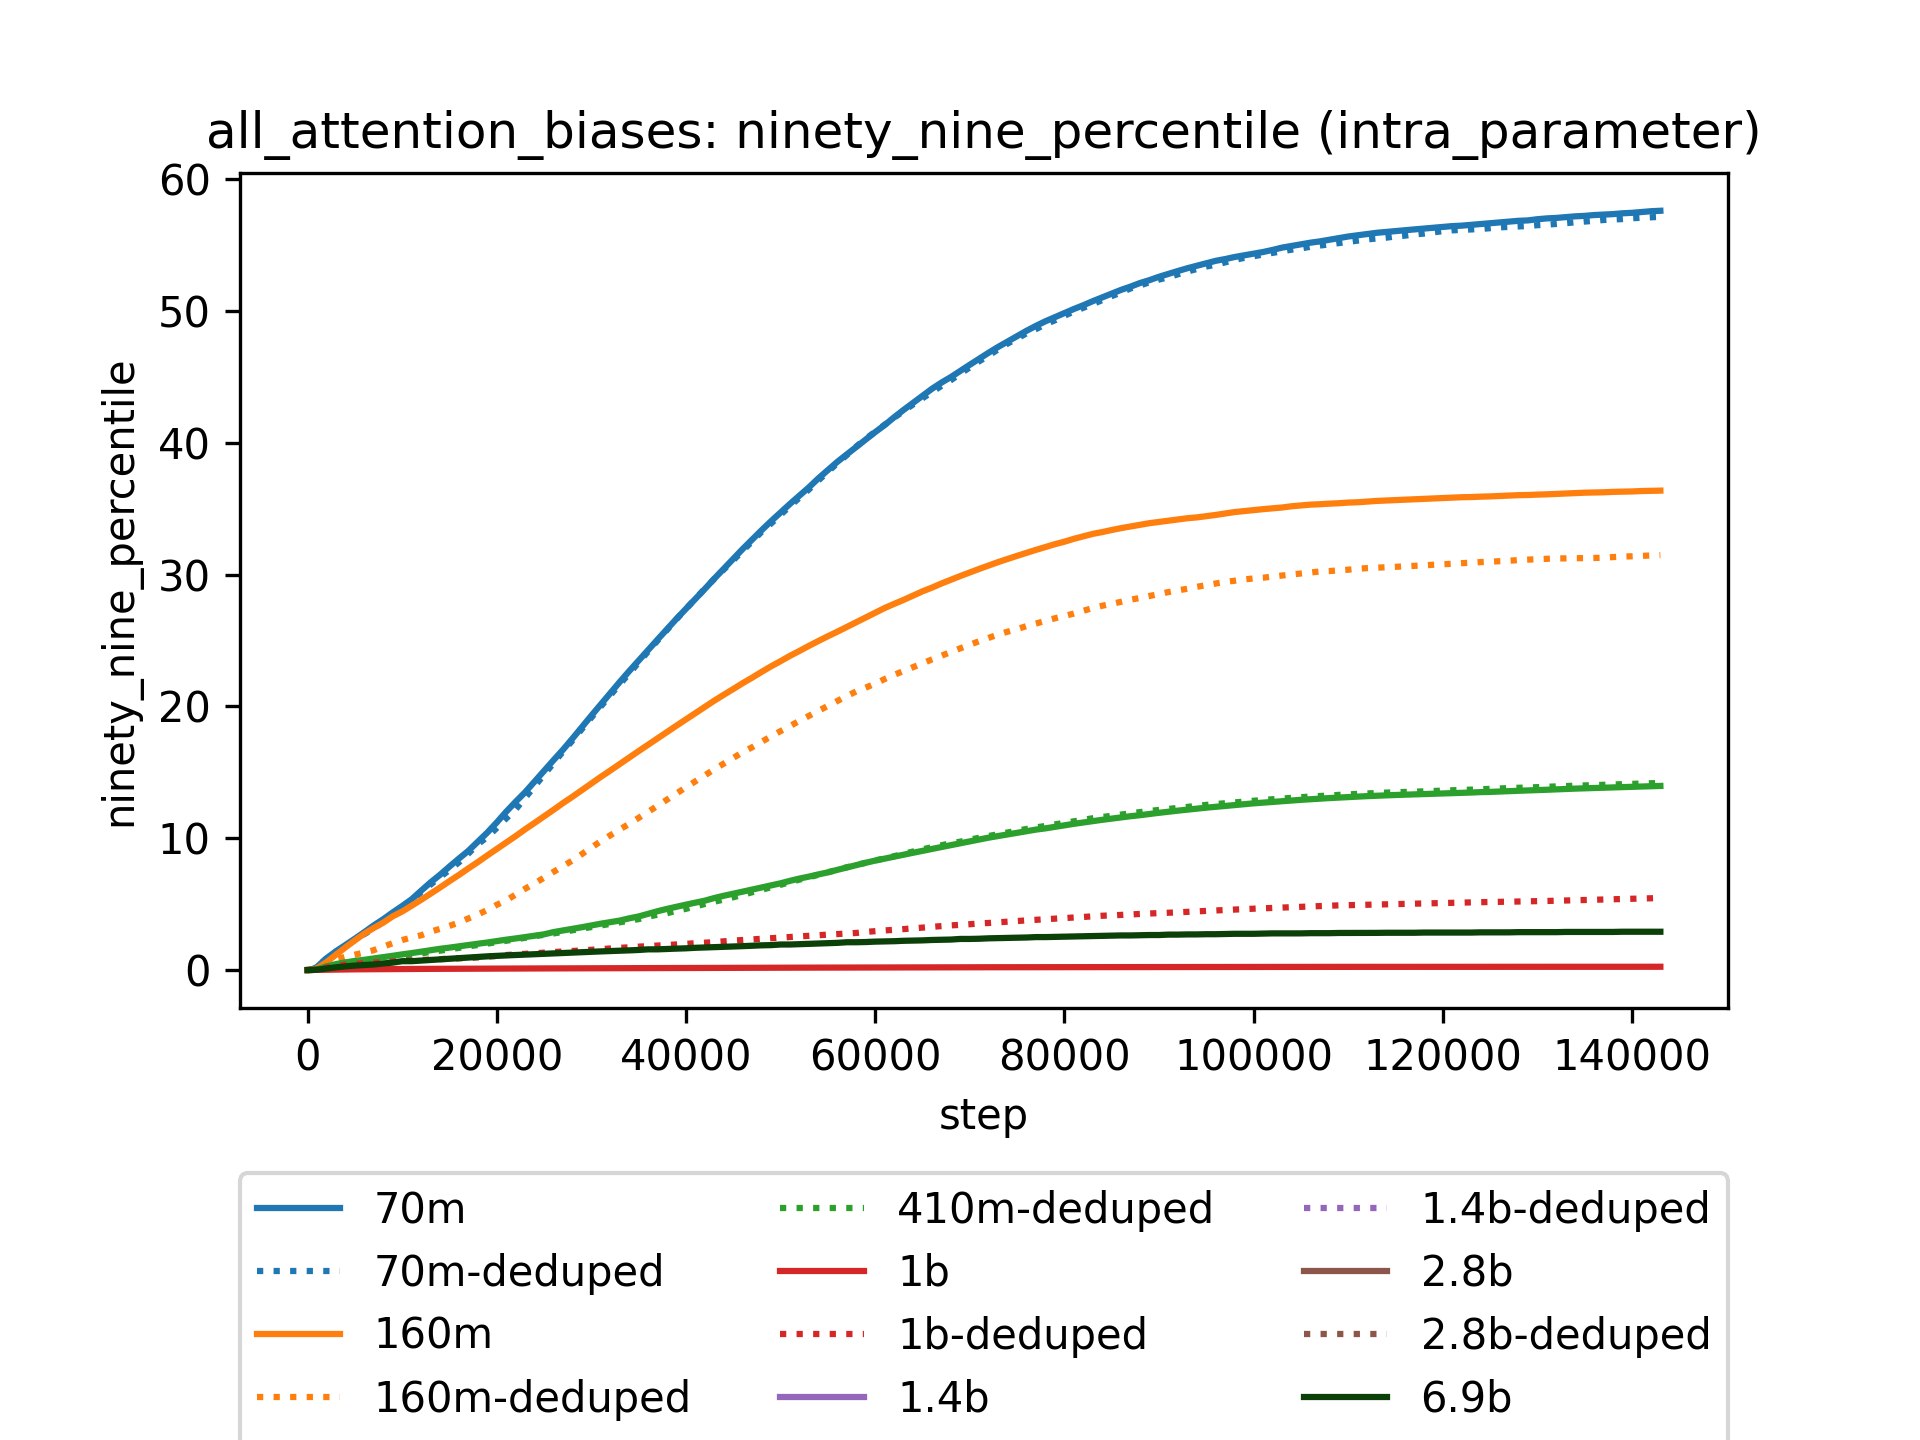 all_attention_biases: ninety_nine_percentile (intra_parameter)
ninety_nine_percentile
60
50
40
30
20
10
0
0 20000 40000 60000 80000 100000 120000 140000
step
70m 410m-deduped 1.4b-deduped
70m-deduped 1b 2.8b
160m 1b-deduped 2.8b-deduped
160m-deduped 1.4b 6.9b